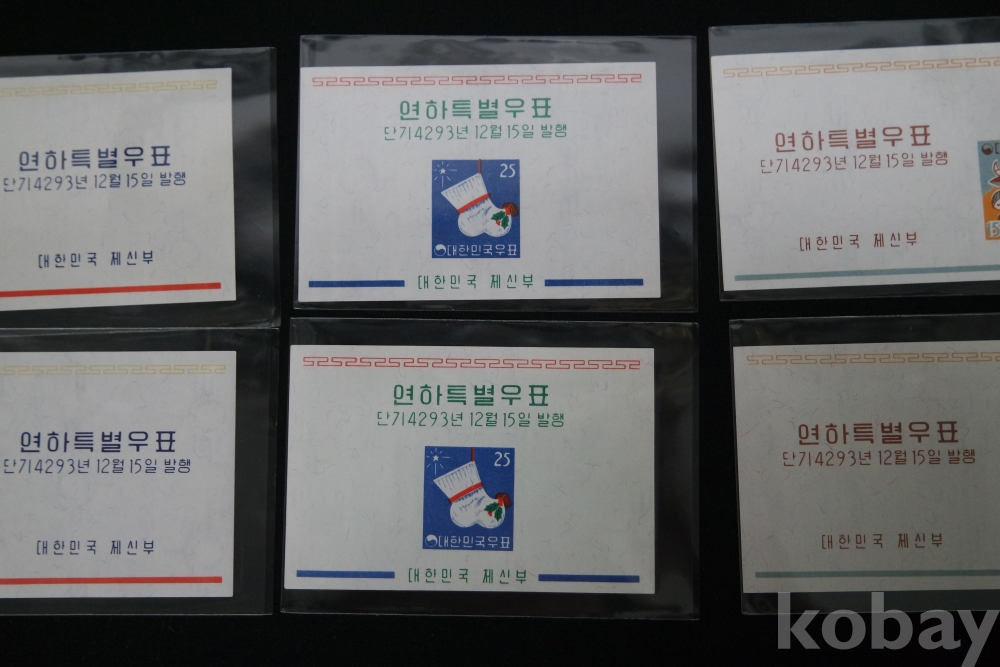 연하특별우표
단기4293년 12월 15일 발행
대한민국 체신부
연하특별우표
단기4293년 12월 15일 발행
25
대한민국우표
대한민국 체신부
연하특별우표
단기4293년 12월 15일 발행
대한민국 체신부
연하특별우표
단기4293년 12월 15일 발행
대한민국 체신부
연하특별우표
단기4293년 12월 15일 발행
25
대한민국우표
대한민국 체신부
연하특별우표
단기4293년 12월 15일 발행
대한민국 체신부
kobay